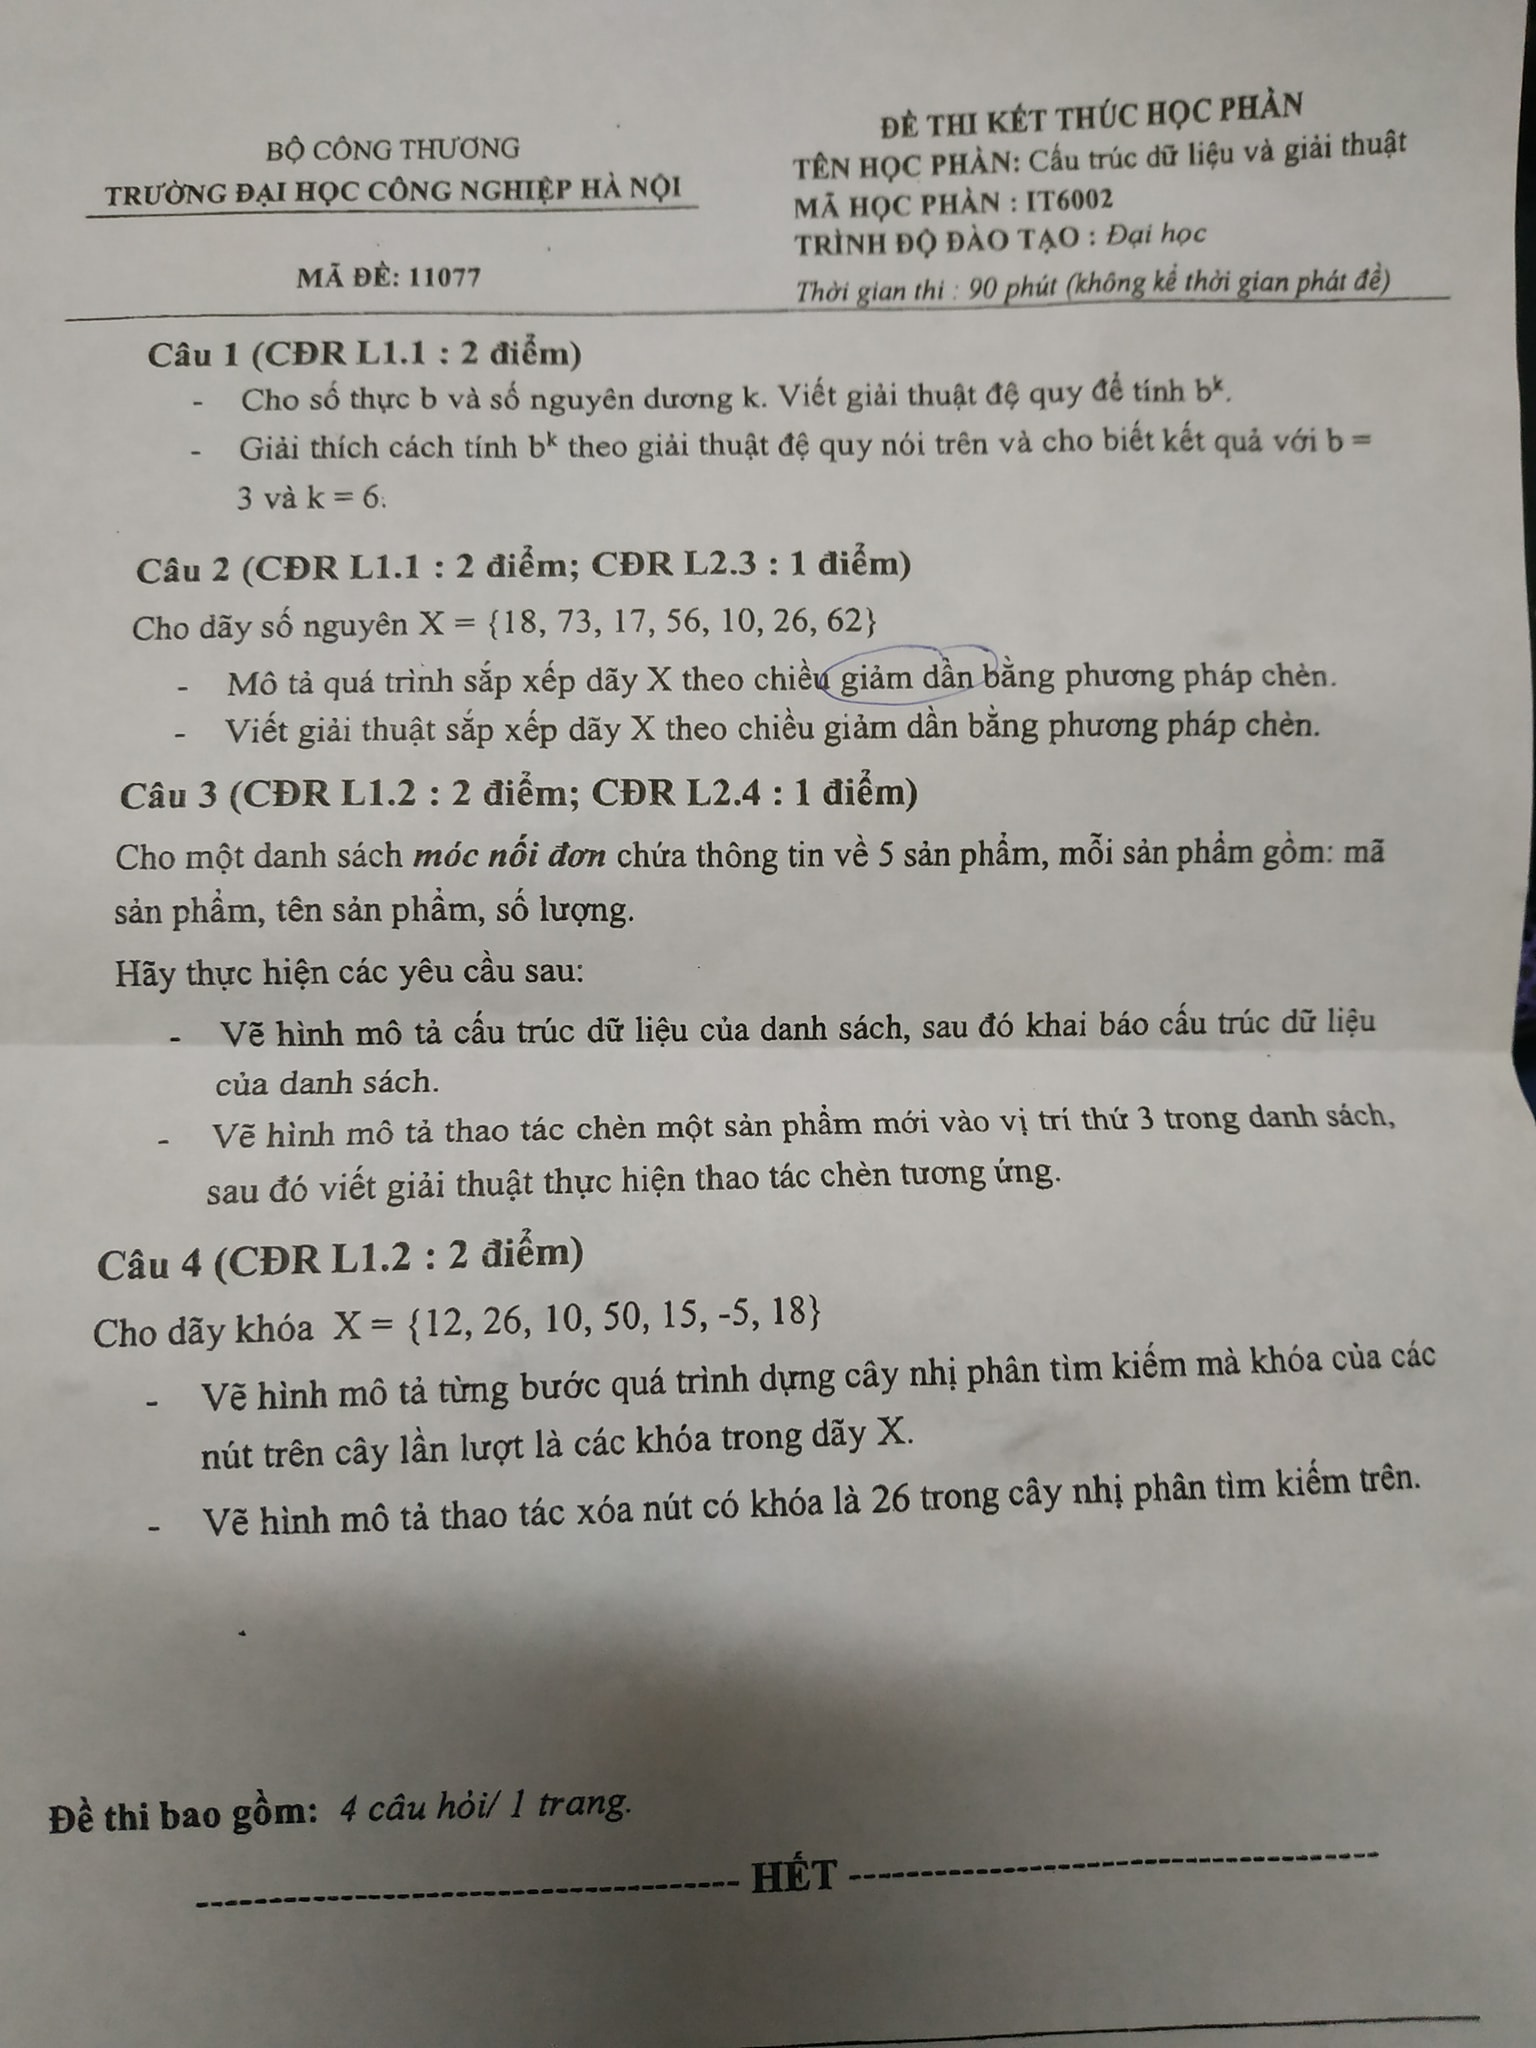 BỘ CÔNG THƯƠNG
TRƯỜNG ĐẠI HỌC CÔNG NGHIỆP HÀ NỘI
MÃ ĐỀ: 11077
ĐỀ THI KẾT THÚC HỌC PHẦN
TÊN HỌC PHẦN: Cấu trúc dữ liệu và giải thuật
MÃ HỌC PHẦN : IT6002
TRÌNH ĐỘ ĐÀO TẠO : Đại học
Thời gian thi : 90 phút (không kể thời gian phát đề)
Câu 1 (CĐR L1.1 : 2 điểm)
- Cho số thực b và số nguyên dương k. Viết giải thuật đệ quy để tính bᵏ.
- Giải thích cách tính bᵏ theo giải thuật đệ quy nói trên và cho biết kết quả với b =
3 và k = 6.
Câu 2 (CĐR L1.1 : 2 điểm; CĐR L2.3 : 1 điểm)
Cho dãy số nguyên X = {18, 73, 17, 56, 10, 26, 62}
- Mô tả quá trình sắp xếp dãy X theo chiều giảm dần bằng phương pháp chèn.
- Viết giải thuật sắp xếp dãy X theo chiều giảm dần bằng phương pháp chèn.
Câu 3 (CĐR L1.2 : 2 điểm; CĐR L2.4 : 1 điểm)
Cho một danh sách móc nối đơn chứa thông tin về 5 sản phẩm, mỗi sản phẩm gồm: mã
sản phẩm, tên sản phẩm, số lượng.
Hãy thực hiện các yêu cầu sau:
- Vẽ hình mô tả cấu trúc dữ liệu của danh sách, sau đó khai báo cấu trúc dữ liệu
của danh sách.
- Vẽ hình mô tả thao tác chèn một sản phẩm mới vào vị trí thứ 3 trong danh sách,
sau đó viết giải thuật thực hiện thao tác chèn tương ứng.
Câu 4 (CĐR L1.2 : 2 điểm)
Cho dãy khóa X = {12, 26, 10, 50, 15, -5, 18}
- Vẽ hình mô tả từng bước quá trình dựng cây nhị phân tìm kiếm mà khóa của các
nút trên cây lần lượt là các khóa trong dãy X.
- Vẽ hình mô tả thao tác xóa nút có khóa là 26 trong cây nhị phân tìm kiếm trên.
Đề thi bao gồm: 4 câu hỏi/ 1 trang.
------------------------------------ HẾT ------------------------------------